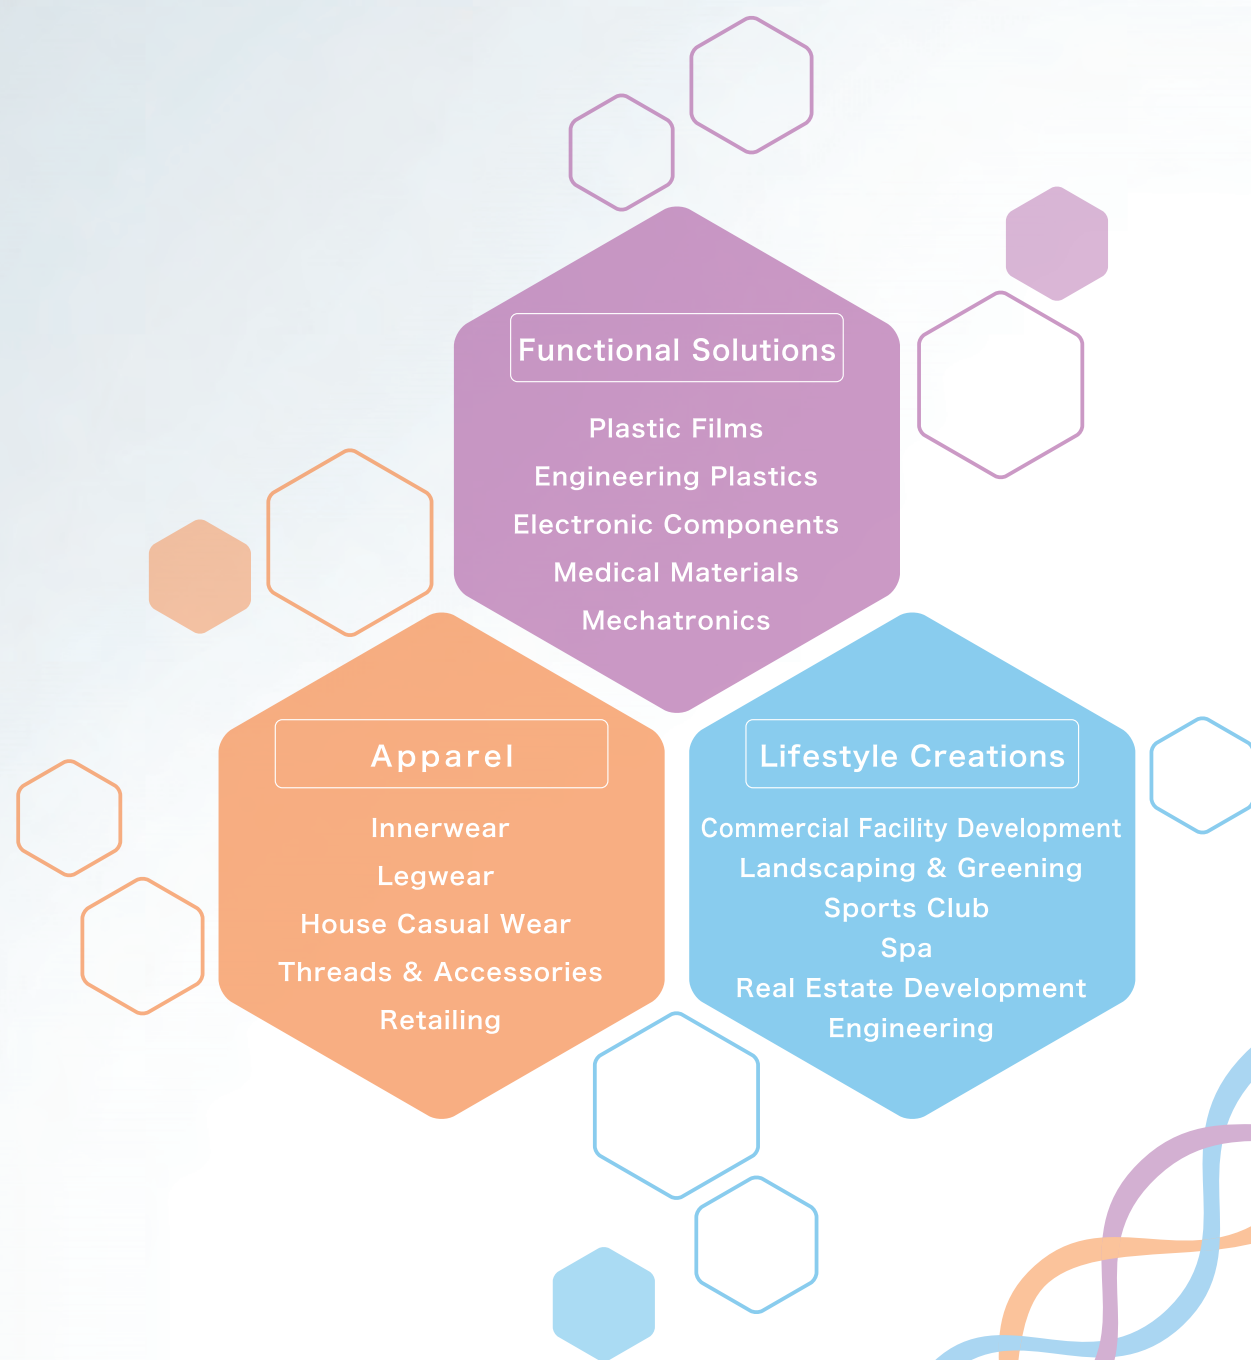 Functional Solutions
Plastic Films
Engineering Plastics
Electronic Components
Medical Materials
Mechatronics
Apparel
Innerwear
Legwear
House Casual Wear
Threads & Accessories
Retailing
Lifestyle Creations
Commercial Facility Development
Landscaping & Greening
Sports Club
Spa
Real Estate Development
Engineering